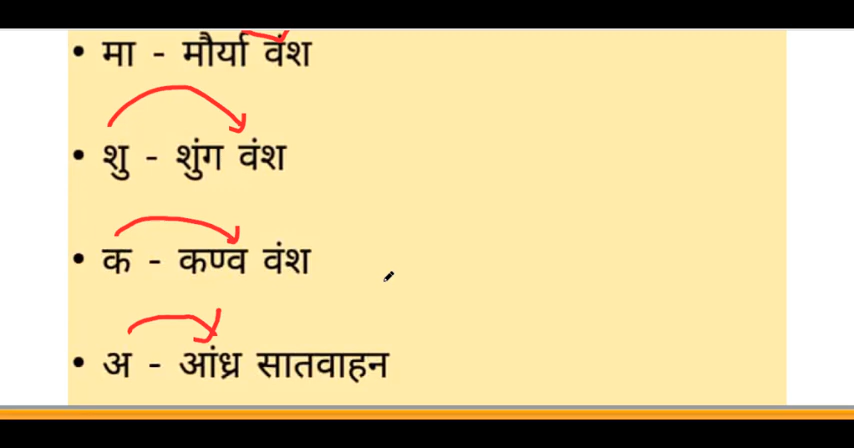 • मा - मौर्या वंश
• शु - शुंग वंश
• क - कण्व वंश
• अ - आंध्र सातवाहन